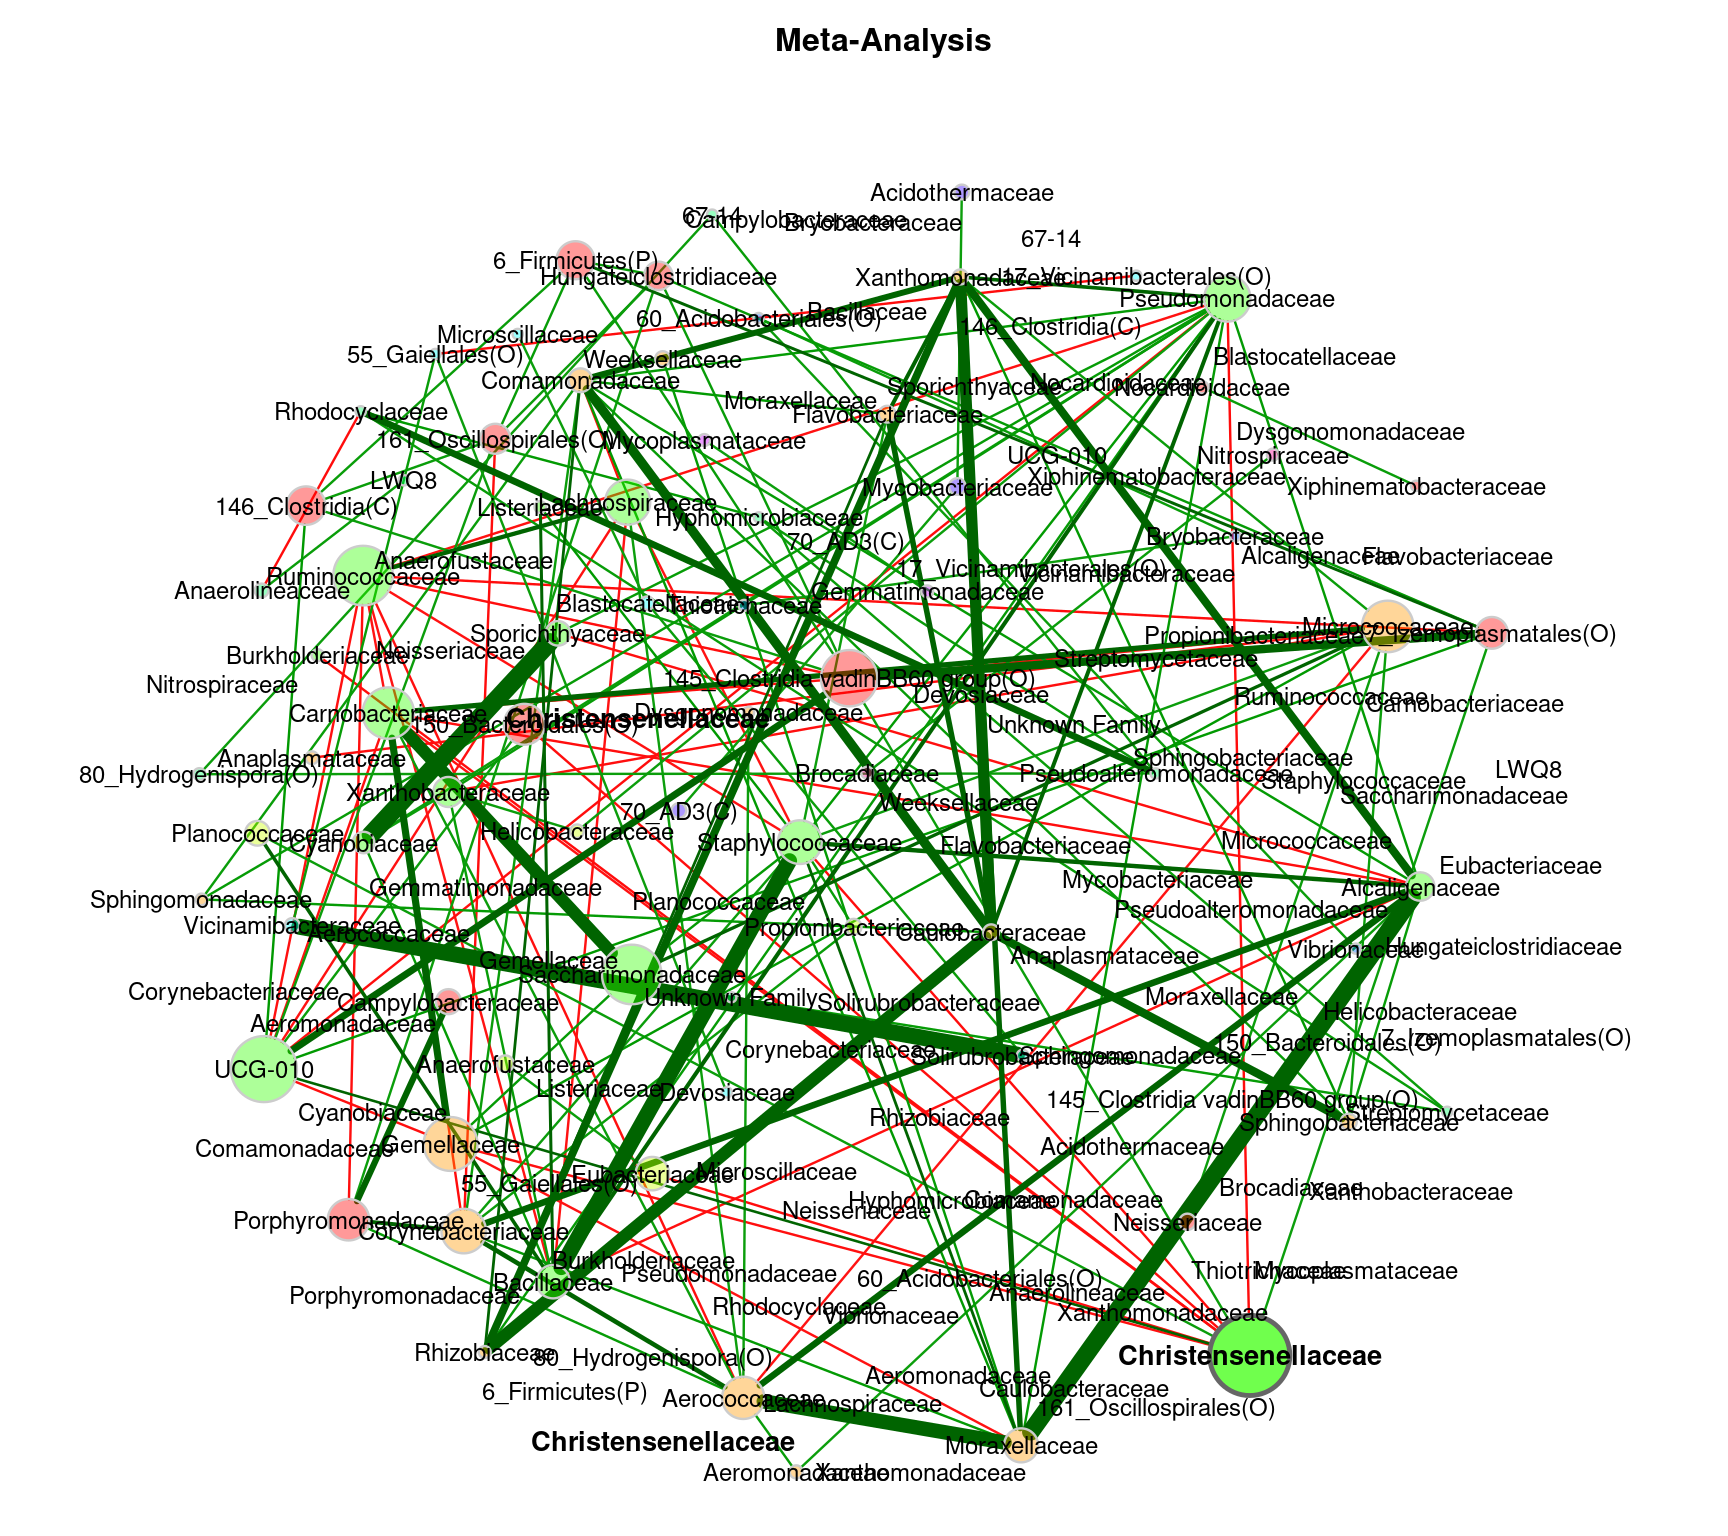 Meta-Analysis
Acidothermaceae
67-14
Campylobacteraceae
Bryobacteraceae
67-14
6_Firmicutes(P)
Hungateiclostridiaceae
Xanthomonadaceae
17_Vicinamibacterales(O)
Pseudomonadaceae
Bacillaceae
60_Acidobacteriales(O)
146_Clostridia(C)
Microscillaceae
55_Gaiellales(O)
Weeksellaceae
Blastocatellaceae
Comamonadaceae
Sporichthyaceae
Nocardioidaceae
Nocardioidaceae
Moraxellaceae
Rhodocyclaceae
Flavobacteriaceae
Dysgonomonadaceae
161_Oscillospirales(O)
Mycoplasmataceae
UCG-010
Nitrospiraceae
LWQ8
Xiphinematobacteraceae
Mycobacteriaceae
Xiphinematobacteraceae
146_Clostridia(C)
Listeriaceae
Lachnospiraceae
Hyphomicrobiaceae
70_AD3(C)
Bryobacteraceae
Alcaligenaceae
Flavobacteriaceae
Anaerofustaceae
Ruminococcaceae
17_Vicinamibacterales(O)
Vicinamibacteraceae
Anaerolineaceae
Gemmatimonadaceae
Blastocatellaceae
Thiotrichaceae
Sporichthyaceae
Micrococcaceae
Propionibacteriaceae
7_Izemoplasmatales(O)
Neisseriaceae
Burkholderiaceae
Streptomycetaceae
Nitrospiraceae
145_Clostridia vadinBB60 group(O)
Devosiaceae
Ruminococcaceae
Carnobacteriaceae
Carnobacteriaceae
Dysgonomonadaceae
Christensenellaceae
150_Bacteroidales(O)
Unknown Family
Anaplasmataceae
Sphingobacteriaceae
80_Hydrogenispora(O)
Brocadiaceae
Pseudoalteromonadaceae
Staphylococcaceae
LWQ8
Xanthobacteraceae
Saccharimonadaceae
70_AD3(C)
Weeksellaceae
Planococcaceae
Cyanobiaceae
Helicobacteraceae
Staphylococcaceae
Flavobacteriaceae
Micrococcaceae
Eubacteriaceae
Mycobacteriaceae
Alcaligenaceae
Gemmatimonadaceae
Sphingomonadaceae
Planococcaceae
Pseudoalteromonadaceae
Vicinamibacteraceae
Aerococcaceae
Propionibacteriaceae
Caulobacteraceae
Vibrionaceae
Hungateiclostridiaceae
Anaplasmataceae
Gemellaceae
Saccharimonadaceae
Corynebacteriaceae
Campylobacteraceae
Unknown Family
Solirubrobacteraceae
Moraxellaceae
Helicobacteraceae
Aeromonadaceae
150_Bacteroidales(O)
7_Izemoplasmatales(O)
Corynebacteriaceae
Solirubrobacteraceae
Sphingomonadaceae
UCG-010
Anaerofustaceae
Listeriaceae
Devosiaceae
145_Clostridia vadinBB60 group(O)
Streptomycetaceae
Cyanobiaceae
Rhizobiaceae
Sphingobacteriaceae
Comamonadaceae
Gemellaceae
Acidothermaceae
55_Gaiellales(O)
Eubacteriaceae
Microscillaceae
Brocadiaceae
Xanthobacteraceae
Hyphomicrobiaceae
Comamonadaceae
Neisseriaceae
Neisseriaceae
Porphyromonadaceae
Corynebacteriaceae
Burkholderiaceae
Pseudomonadaceae
Thiotrichaceae
Mycoplasmataceae
Bacillaceae
60_Acidobacteriales(O)
Anaerolineaceae
Porphyromonadaceae
Rhodocyclaceae
Vibrionaceae
Xanthomonadaceae
Rhizobiaceae
80_Hydrogenispora(O)
Christensenellaceae
6_Firmicutes(P)
Aeromonadaceae
Caulobacteraceae
Aerococcaceae
Lachnospiraceae
161_Oscillospirales(O)
Christensenellaceae
Moraxellaceae
Aeromonadaceae
Xanthomonadaceae